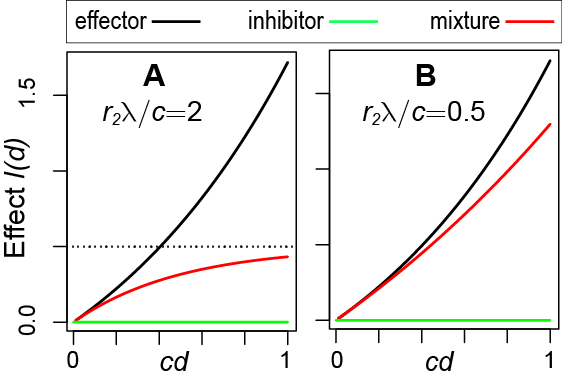 effector inhibitor mixture
A
r₂λ/c=2
B
r₂λ/c=0.5
Effect I(d)
1.5
0.0
0 cd 1
0 cd 1